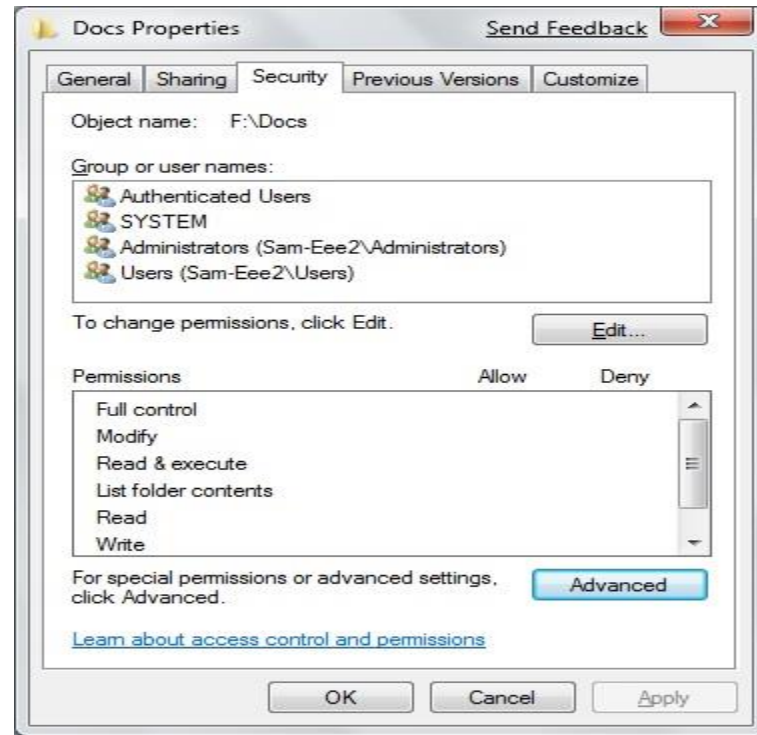 Docs Properties Send Feedback
General Sharing Security Previous Versions Customize
Object name: F:\Docs
Group or user names:
Authenticated Users
SYSTEM
Administrators (Sam-Eee2\Administrators)
Users (Sam-Eee2\Users)
To change permissions, click Edit.
Edit...
Permissions Allow Deny
Full control
Modify
Read & execute
List folder contents
Read
Write
For special permissions or advanced settings,
click Advanced.
Advanced
Learn about access control and permissions
OK Cancel Apply